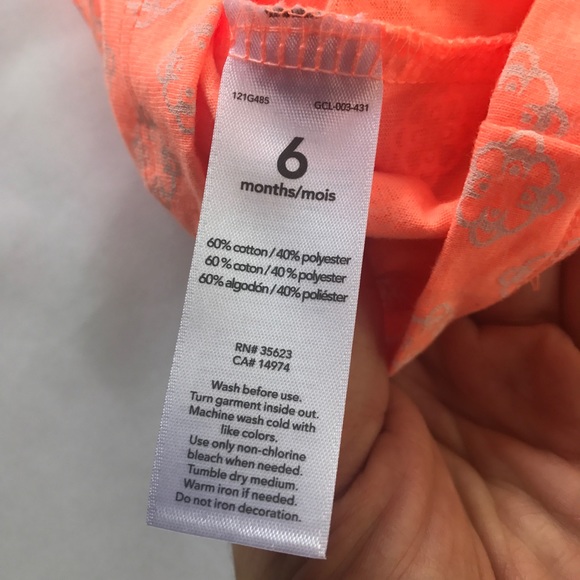 121G485 GCL-003-431
6
months/mois
60% cotton / 40% polyester
60 % coton / 40 % polyester
60% algodón / 40% poliéster
RN# 35623
CA# 14974
Wash before use.
Turn garment inside out.
Machine wash cold with
like colors.
Use only non-chlorine
bleach when needed.
Tumble dry medium.
Warm iron if needed.
Do not iron decoration.